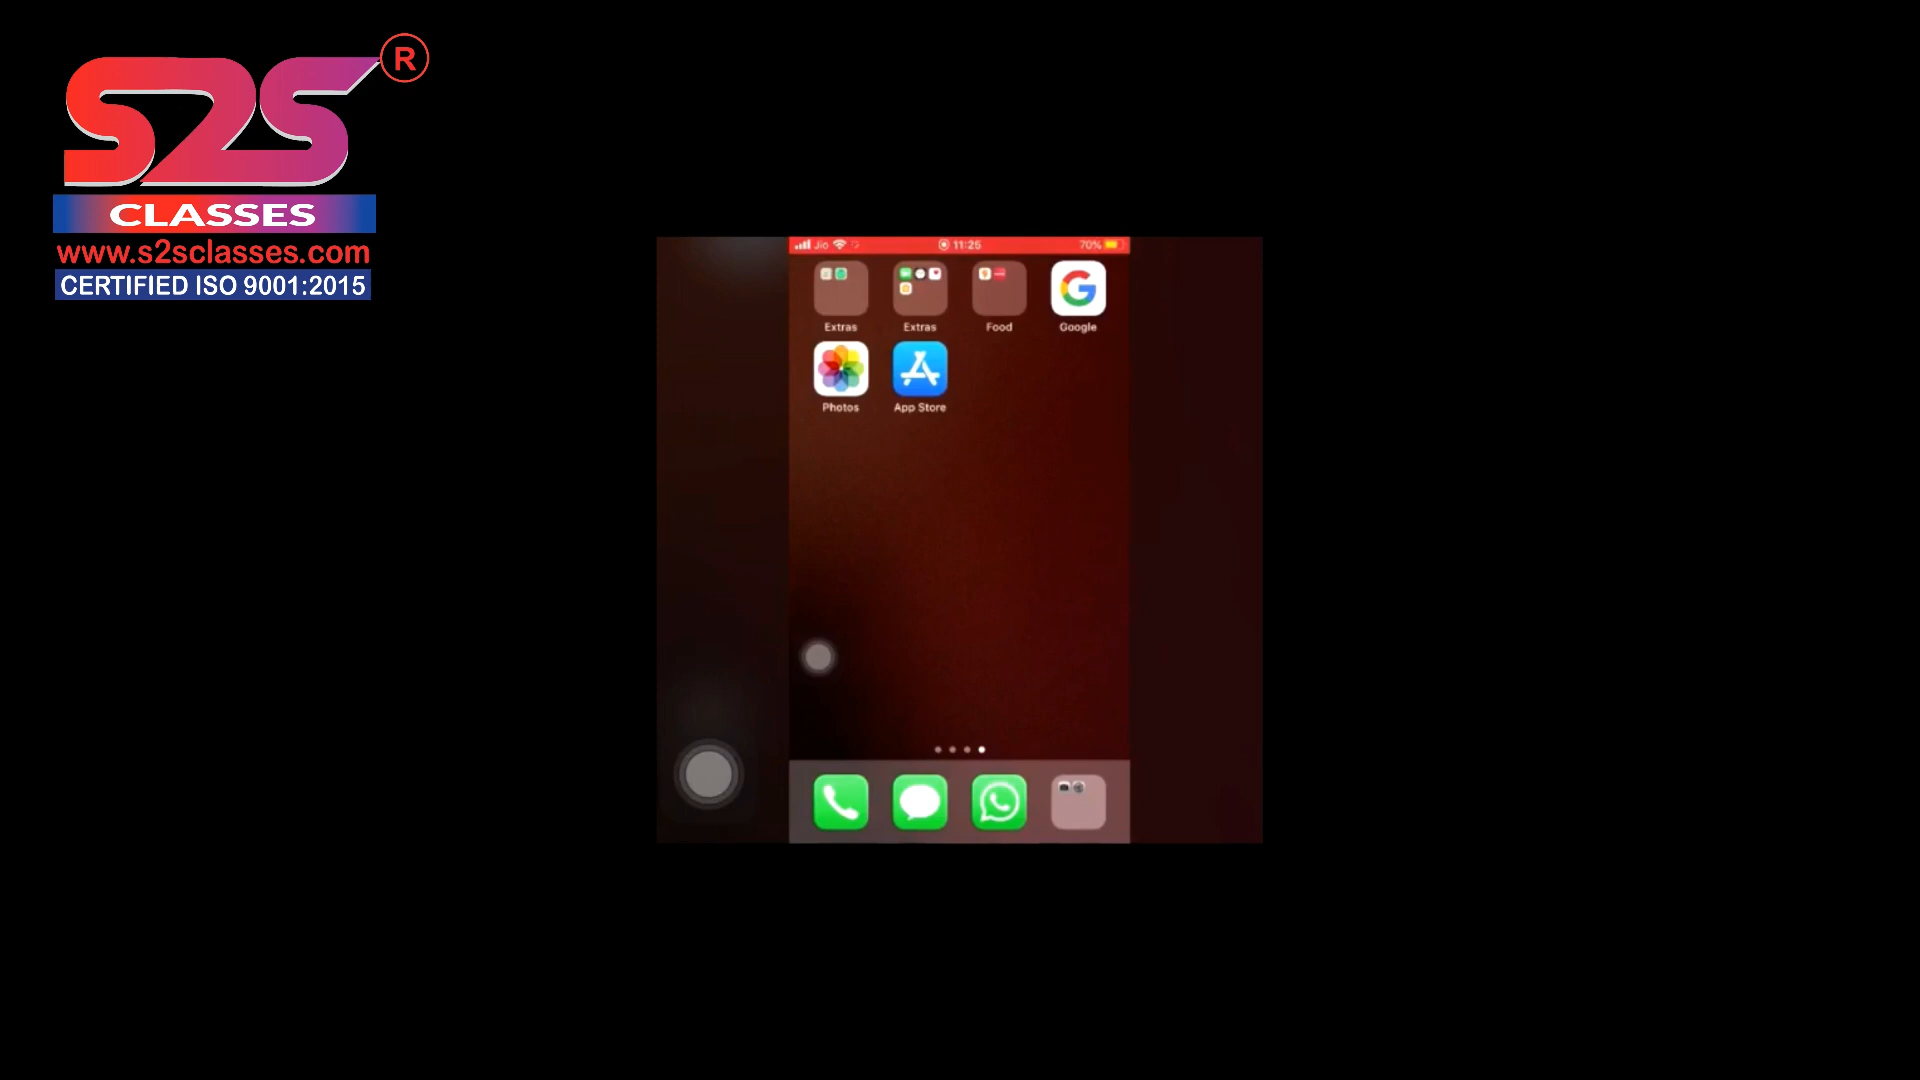 S2S ®
CLASSES
www.s2sclasses.com
CERTIFIED ISO 9001:2015
Jio 11:25 70%
Extras Extras Food Google
Photos App Store